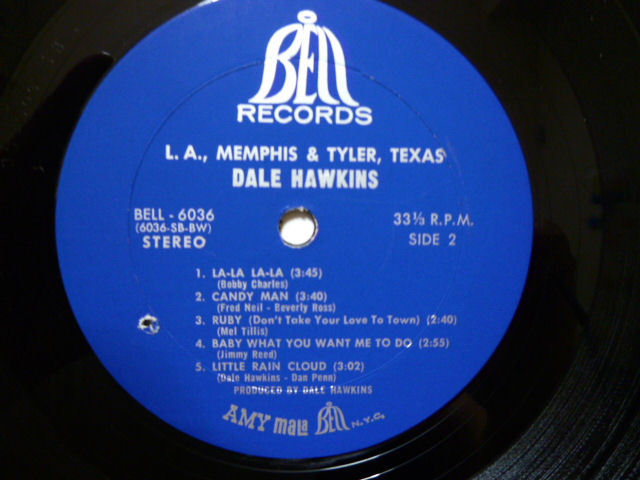 Bell
RECORDS
L.A., MEMPHIS & TYLER, TEXAS
DALE HAWKINS
BELL - 6036
(6036-SB-BW)
STEREO
33⅓ R.P.M.
SIDE 2
1. LA-LA LA-LA (3:45)
(Bobby Charles)
2. CANDY MAN (3:40)
(Fred Neil - Beverly Ross)
3. RUBY (Don't Take Your Love To Town) (2:40)
(Mel Tillis)
4. BABY WHAT YOU WANT ME TO DO (2:55)
(Jimmy Reed)
5. LITTLE RAIN CLOUD (3:02)
(Dale Hawkins - Dan Penn)
PRODUCED BY DALE HAWKINS
AMY mala Bell N.Y.C.